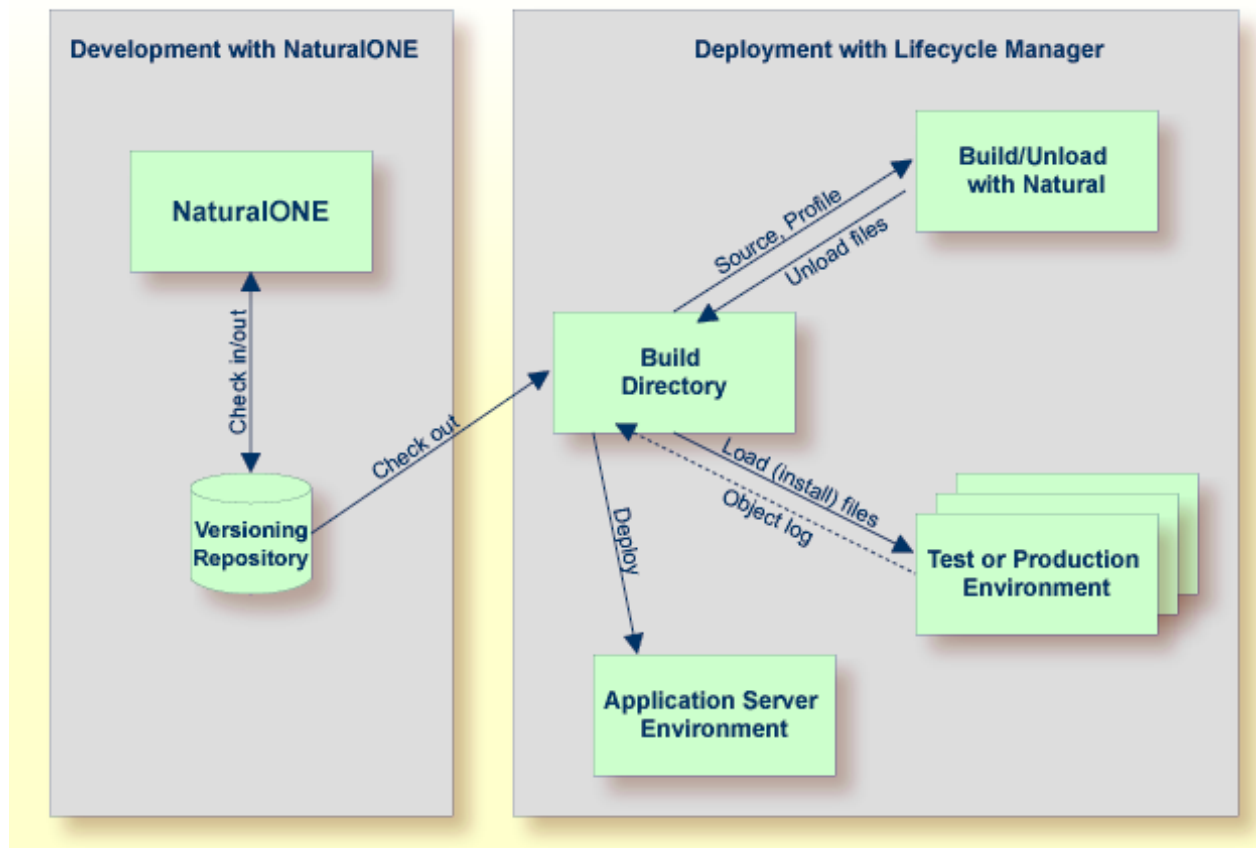 Development with NaturalONE
NaturalONE
Check in/out
Versioning
Repository
Check out
Deployment with Lifecycle Manager
Build/Unload
with Natural
Source, Profile
Unload files
Build
Directory
Load (install) files
Object log
Deploy
Test or Production
Environment
Application Server
Environment